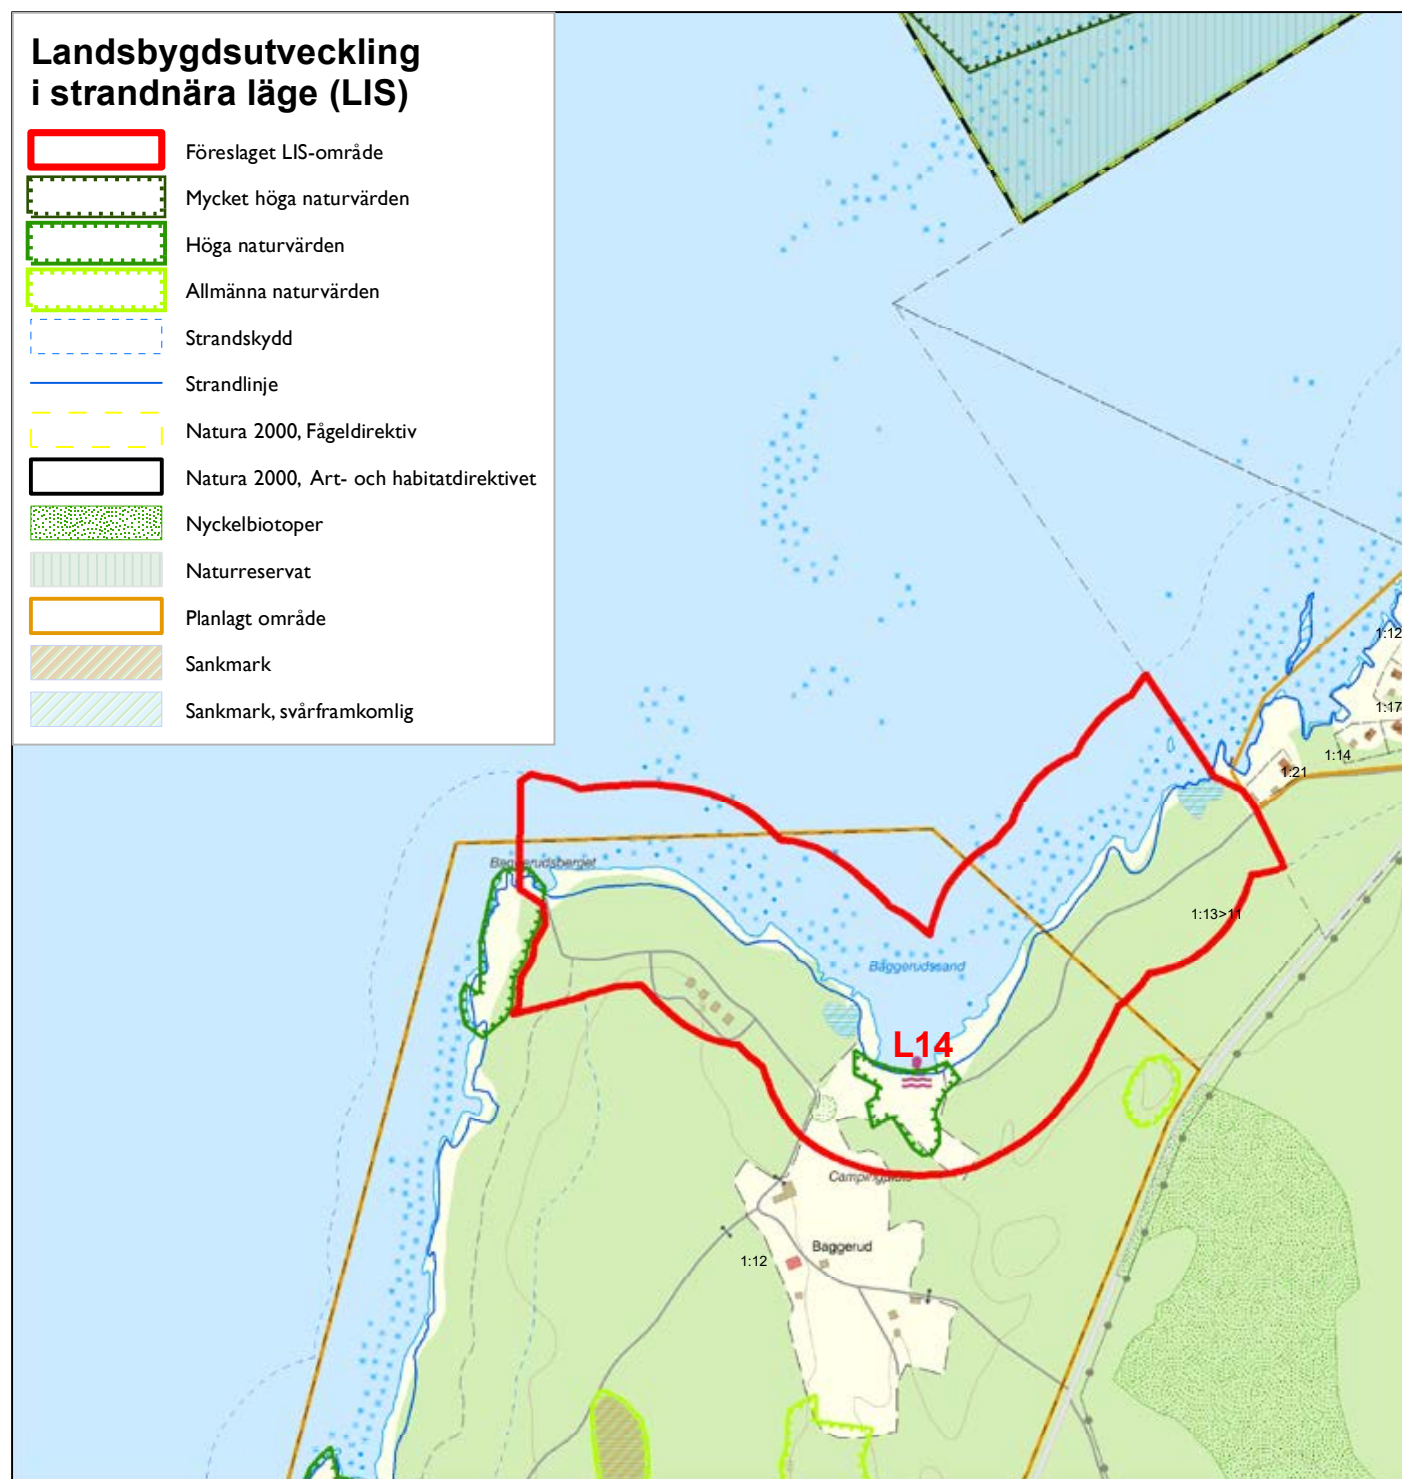 Landsbygdsutveckling
i strandnära läge (LIS)
Föreslaget LIS-område
Mycket höga naturvärden
Höga naturvärden
Allmänna naturvärden
Strandskydd
Strandlinje
Natura 2000, Fågeldirektiv
Natura 2000, Art- och habitatdirektivet
Nyckelbiotoper
Naturreservat
Planlagt område
Sankmark
Sankmark, svårframkomlig
1:12
1:17
1:14
1:21
Baggerudsberget
1:13>11
Baggerudssand
L14
Campingplats
Baggerud
1:12